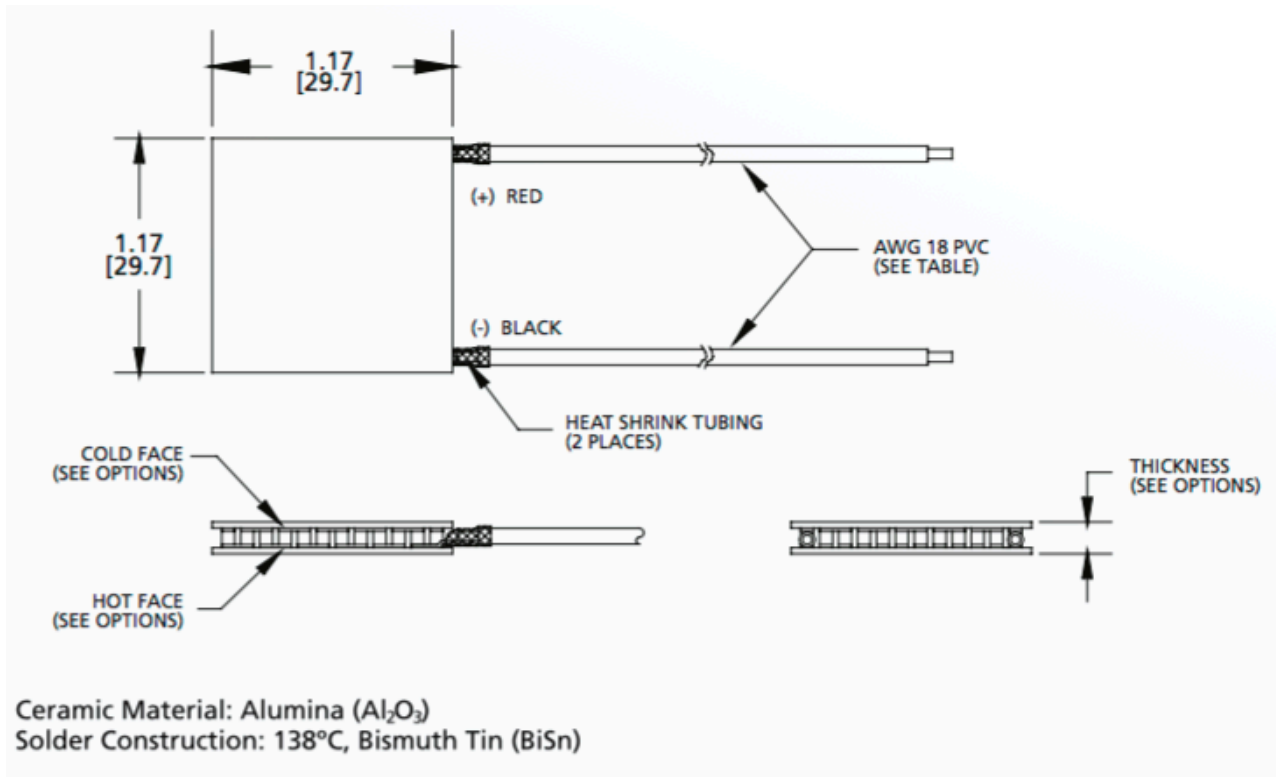 1.17
[29.7]
(+) RED
1.17
[29.7]
AWG 18 PVC
(SEE TABLE)
(-) BLACK
HEAT SHRINK TUBING
(2 PLACES)
COLD FACE
(SEE OPTIONS)
THICKNESS
(SEE OPTIONS)
HOT FACE
(SEE OPTIONS)
Ceramic Material: Alumina (Al₂O₃)
Solder Construction: 138°C, Bismuth Tin (BiSn)